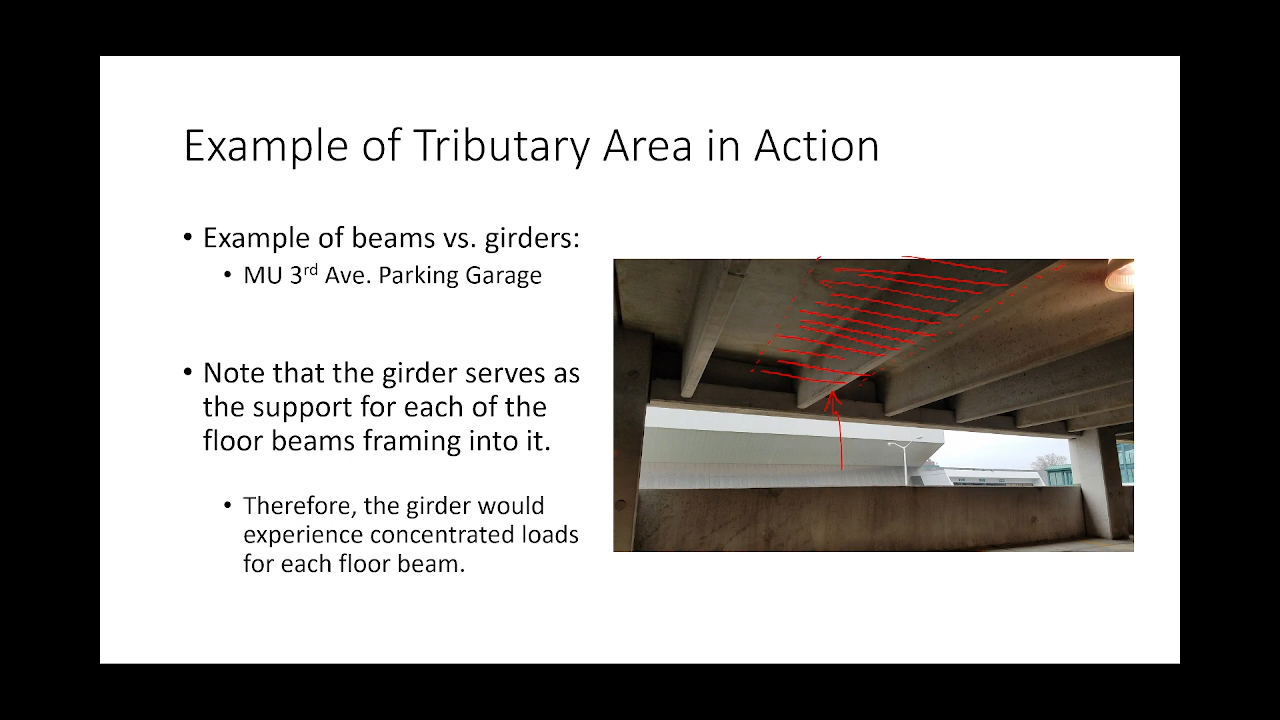 Example of Tributary Area in Action
• Example of beams vs. girders:
• MU 3rd Ave. Parking Garage
• Note that the girder serves as
the support for each of the
floor beams framing into it.
• Therefore, the girder would
experience concentrated loads
for each floor beam.